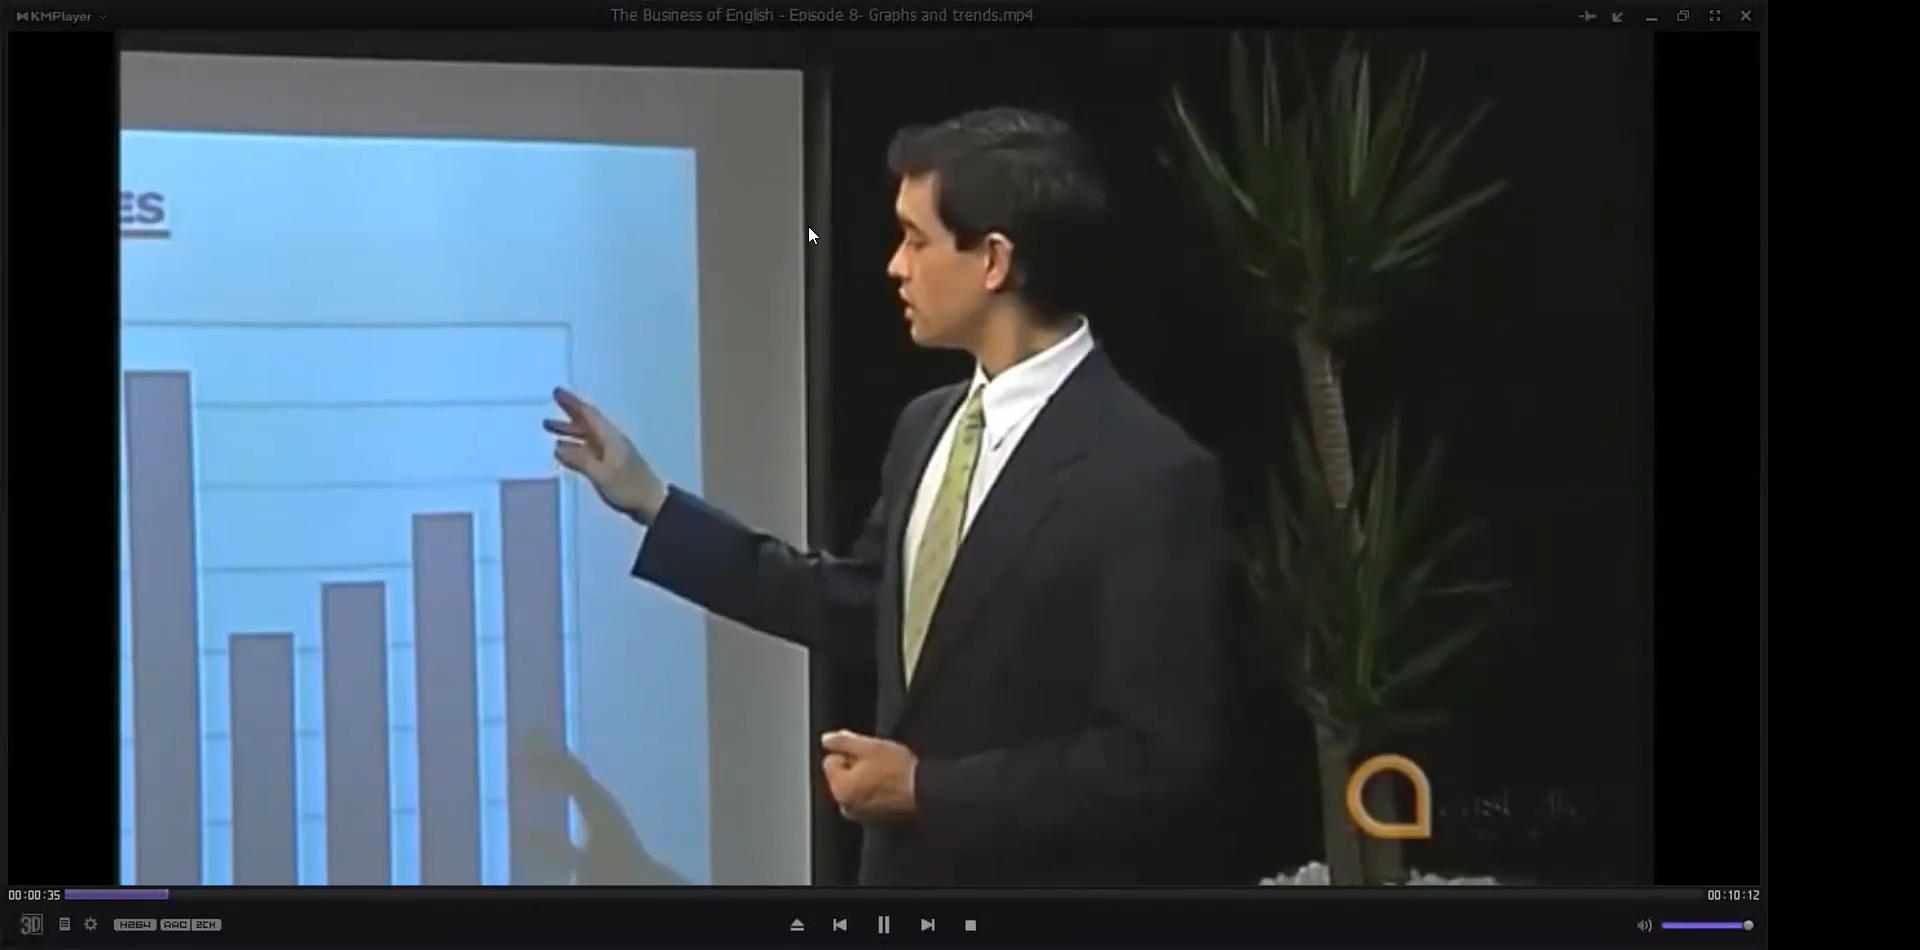 KMPlayer
The Business of English - Episode 8- Graphs and trends.mp4
ES
00:00:35
00:10:12
3D
H264 AAC 2CH